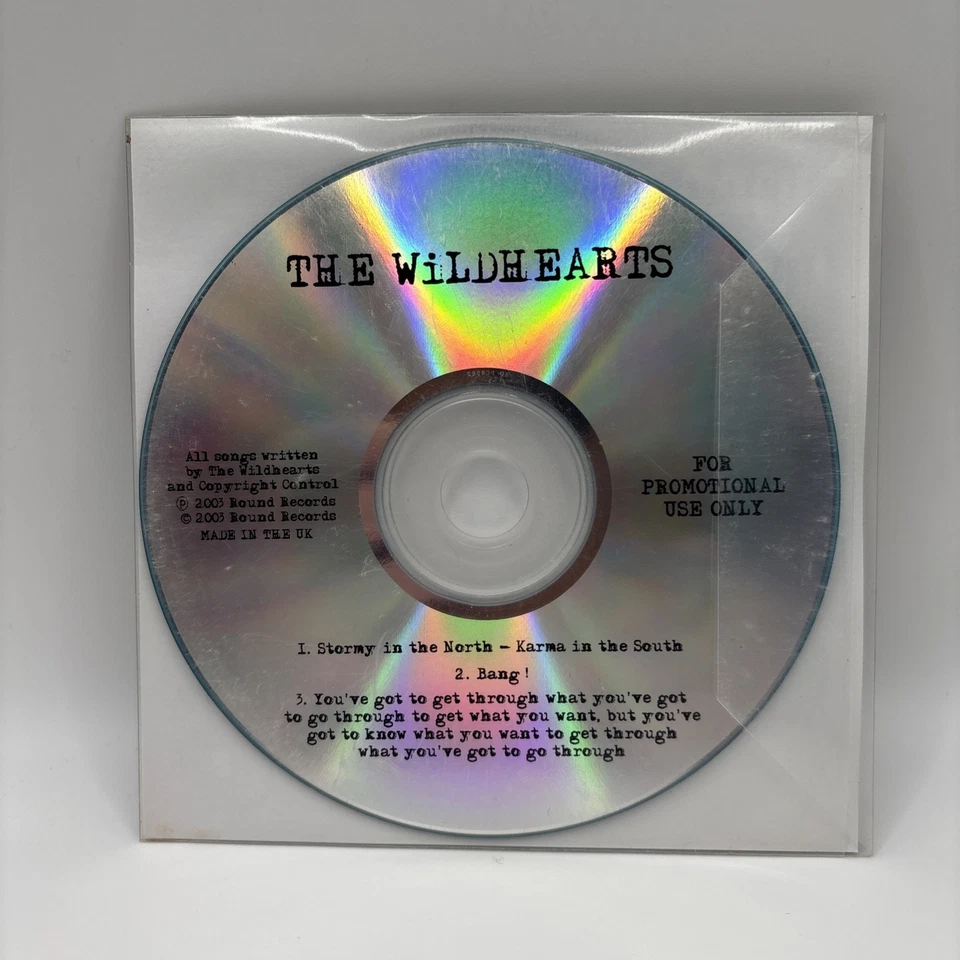 THE WiLDHEARTS
All songs written
by The Wildhearts
and Copyright Control
℗ 2003 Round Records
© 2003 Round Records
MADE IN THE UK
FOR
PROMOTIONAL
USE ONLY
1. Stormy in the North – Karma in the South
2. Bang!
3. You've got to get through what you've got
to go through to get what you want, but you've
got to know what you want to get through
what you've got to go through